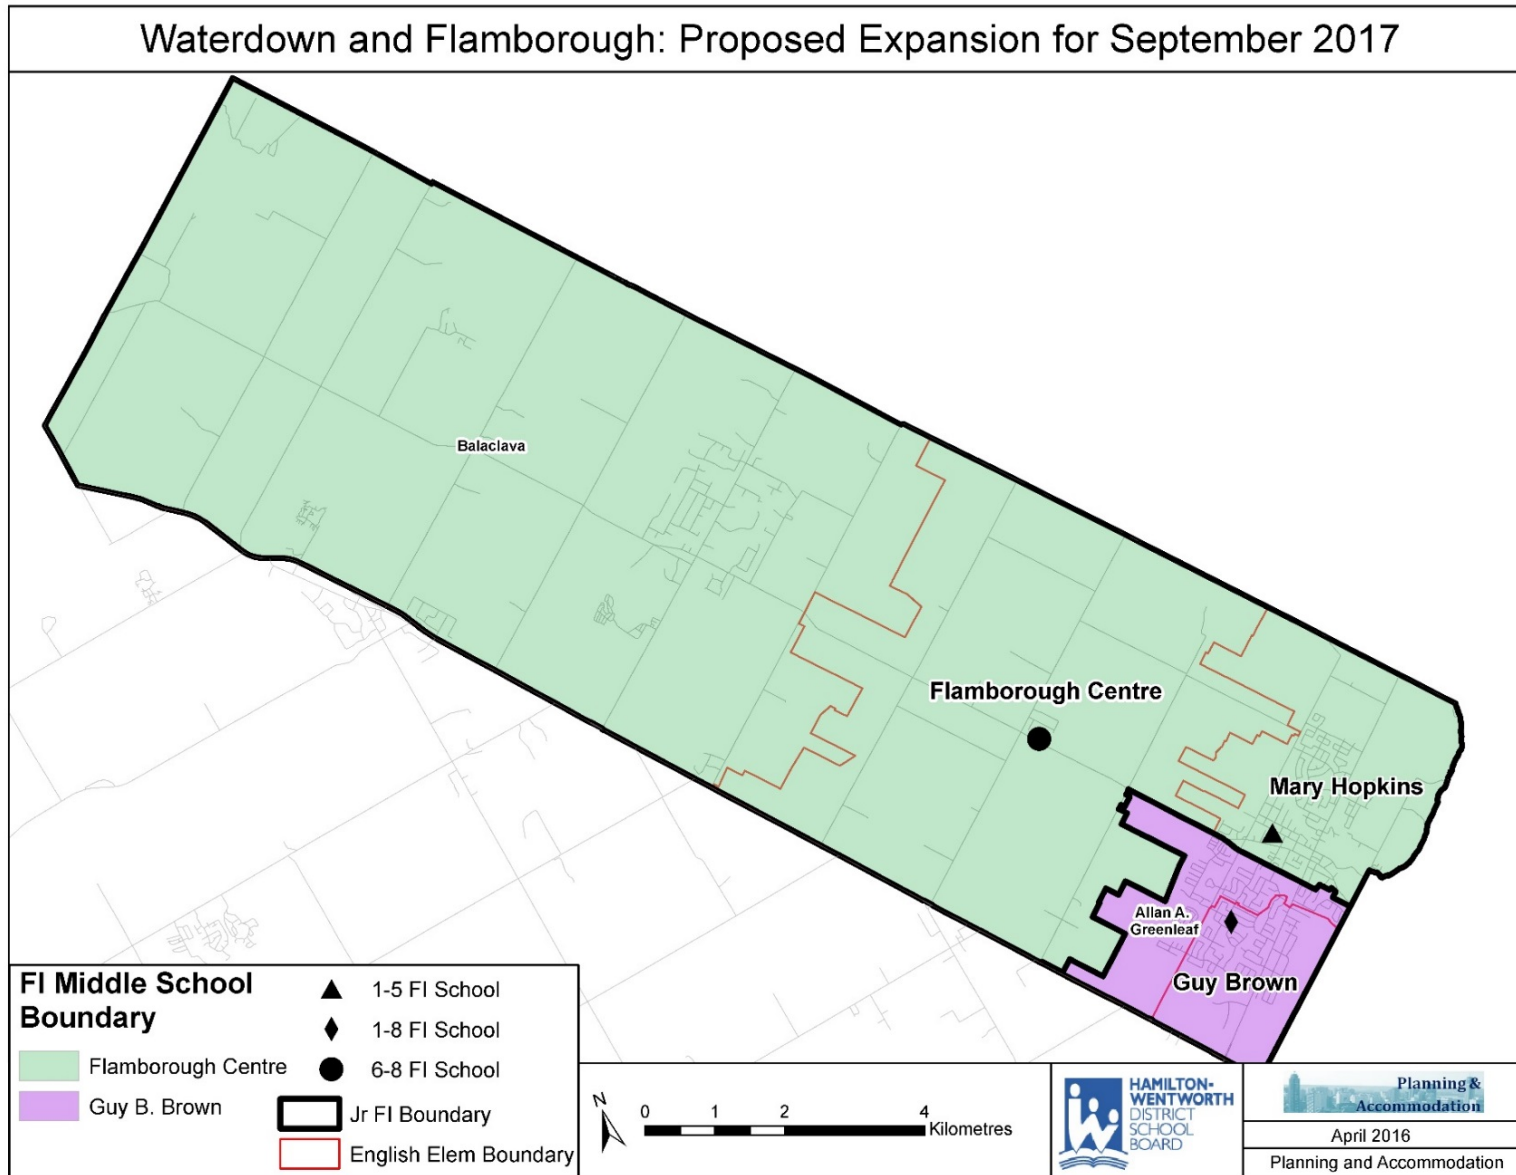 Waterdown and Flamborough: Proposed Expansion for September 2017
Balaclava
Flamborough Centre
Mary Hopkins
Allan A.
Greenleaf
Guy Brown
FI Middle School
Boundary
Flamborough Centre
Guy B. Brown
1-5 FI School
1-8 FI School
6-8 FI School
Jr FI Boundary
English Elem Boundary
N
0 1 2 4
Kilometres
HAMILTON-
WENTWORTH
DISTRICT
SCHOOL
BOARD
Planning &
Accommodation
April 2016
Planning and Accommodation